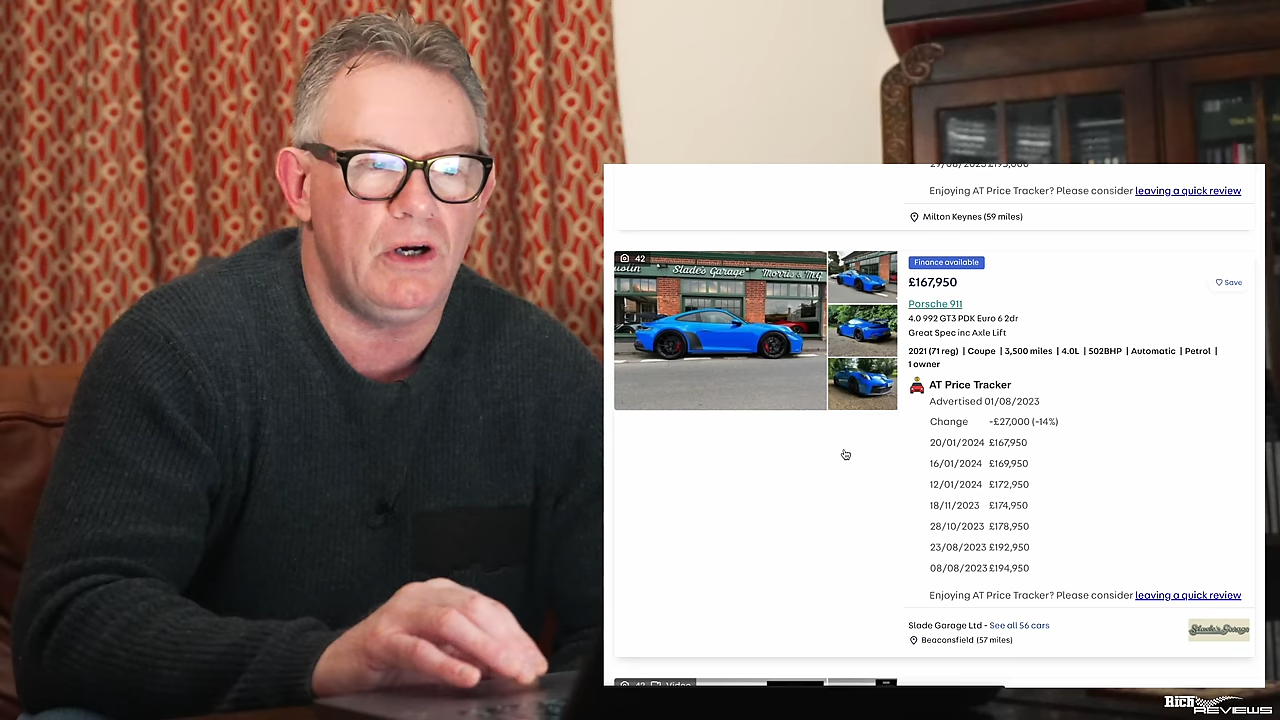 Enjoying AT Price Tracker? Please consider leaving a quick review
Milton Keynes (59 miles)
42
Slade's Garage
Morris & MG
Finance available
£167,950
Save
Porsche 911
4.0 992 GT3 PDK Euro 6 2dr
Great Spec inc Axle Lift
2021 (71 reg) | Coupe | 3,500 miles | 4.0L | 502BHP | Automatic | Petrol |
1 owner
AT Price Tracker
Advertised 01/08/2023
Change -£27,000 (-14%)
20/01/2024 £167,950
16/01/2024 £169,950
12/01/2024 £172,950
18/11/2023 £174,950
28/10/2023 £178,950
23/08/2023 £192,950
08/08/2023 £194,950
Enjoying AT Price Tracker? Please consider leaving a quick review
Slade Garage Ltd - See all 56 cars
Slade's Garage
Beaconsfield (57 miles)
Video
Rich
REVIEWS